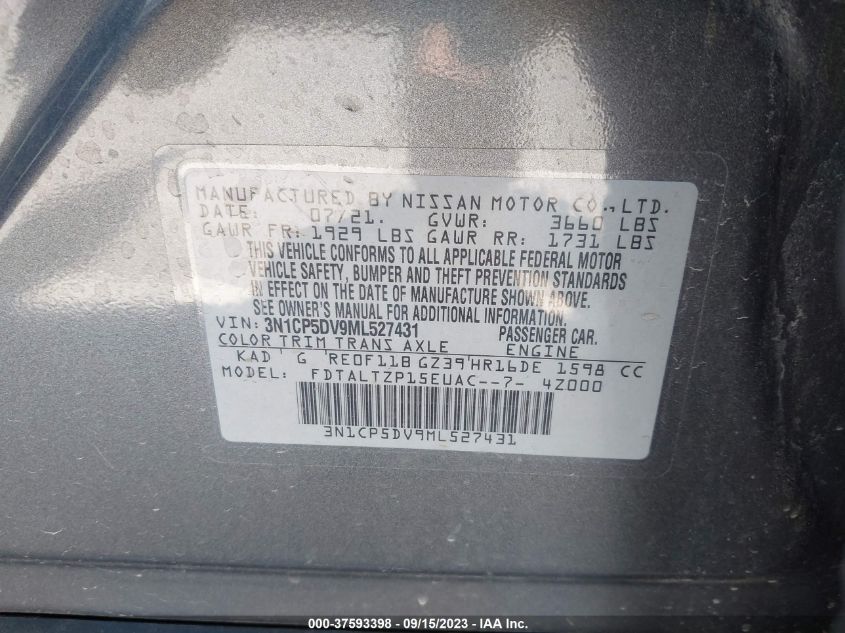 MANUFACTURED BY NISSAN MOTOR CO., LTD.
DATE: 07/21. GVWR: 3660 LBS
GAWR FR: 1929 LBS GAWR RR: 1731 LBS
THIS VEHICLE CONFORMS TO ALL APPLICABLE FEDERAL MOTOR
VEHICLE SAFETY, BUMPER AND THEFT PREVENTION STANDARDS
IN EFFECT ON THE DATE OF MANUFACTURE SHOWN ABOVE.
SEE OWNER'S MANUAL FOR ADDITIONAL INFORMATION.
VIN: 3N1CP5DV9ML527431 PASSENGER CAR.
COLOR TRIM TRANS AXLE ENGINE
KAD ' G 'RE0F11B GZ39'HR16DE 1598 CC
MODEL: FDTALTZP15EUAC--7- 4Z000
3N1CP5DV9ML527431
000-37593398 - 09/15/2023 - IAA Inc.